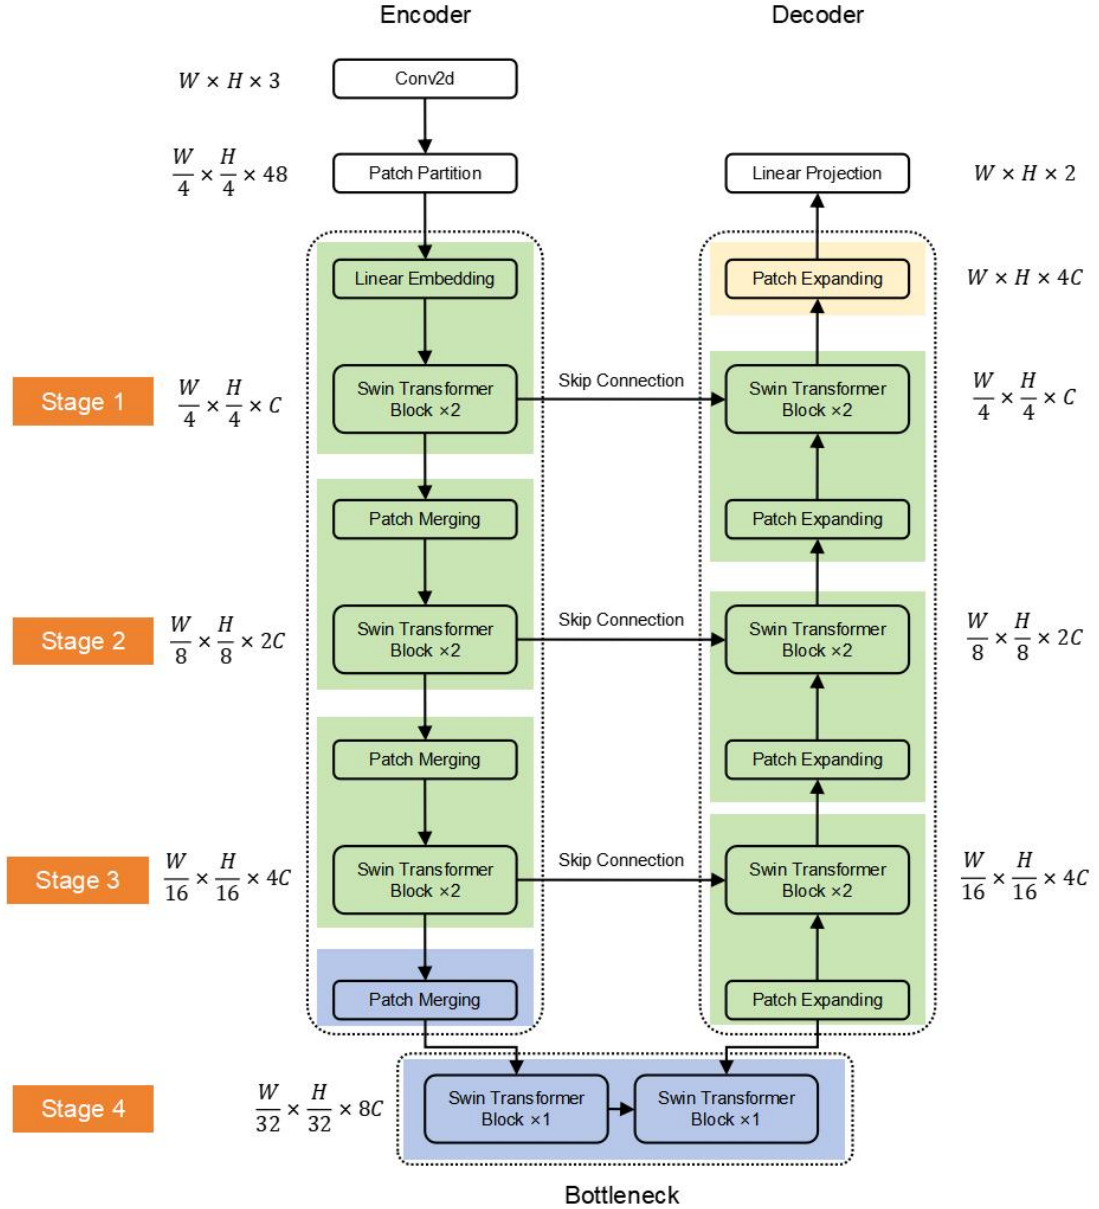 Encoder
Decoder
W × H × 3
Conv2d
W/4 × H/4 × 48
Patch Partition
Linear Projection
W × H × 2
Linear Embedding
Patch Expanding
W × H × 4C
Stage 1
W/4 × H/4 × C
Swin Transformer
Block ×2
Skip Connection
Swin Transformer
Block ×2
W/4 × H/4 × C
Patch Merging
Patch Expanding
Stage 2
W/8 × H/8 × 2C
Swin Transformer
Block ×2
Skip Connection
Swin Transformer
Block ×2
W/8 × H/8 × 2C
Patch Merging
Patch Expanding
Stage 3
W/16 × H/16 × 4C
Swin Transformer
Block ×2
Skip Connection
Swin Transformer
Block ×2
W/16 × H/16 × 4C
Patch Merging
Patch Expanding
Stage 4
W/32 × H/32 × 8C
Swin Transformer
Block ×1
Swin Transformer
Block ×1
Bottleneck